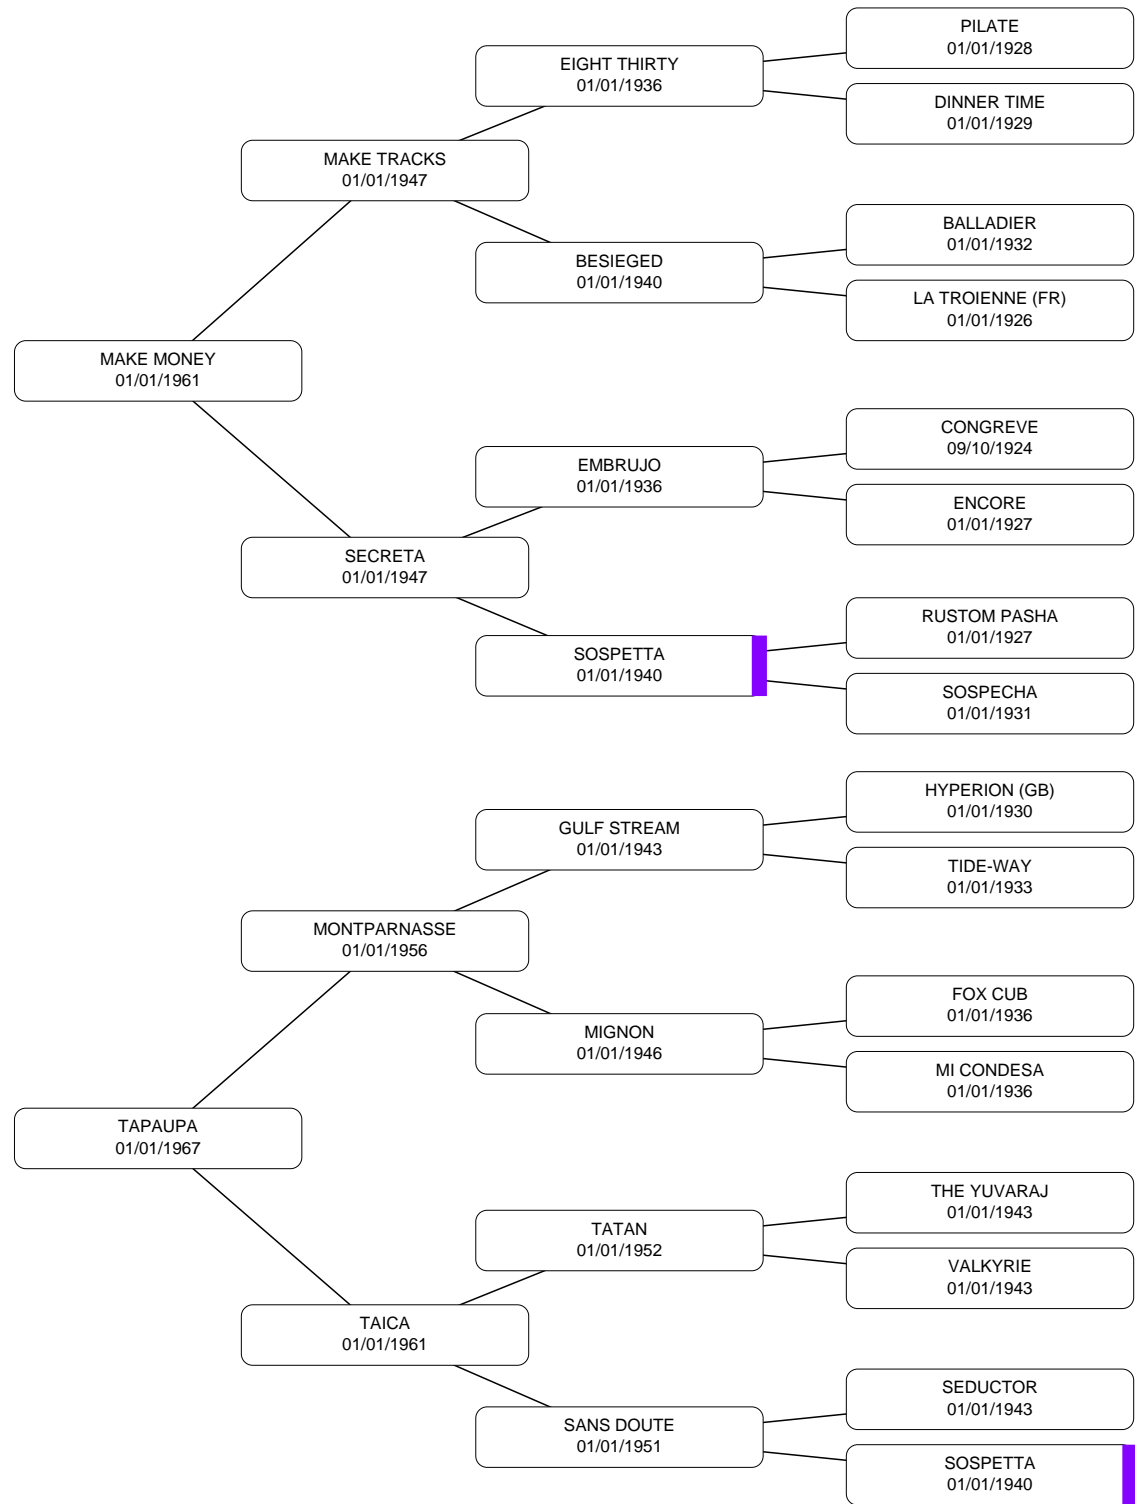 PILATE
01/01/1928
EIGHT THIRTY
01/01/1936
DINNER TIME
01/01/1929
MAKE TRACKS
01/01/1947
BALLADIER
01/01/1932
BESIEGED
01/01/1940
LA TROIENNE (FR)
01/01/1926
MAKE MONEY
01/01/1961
CONGREVE
09/10/1924
EMBRUJO
01/01/1936
ENCORE
01/01/1927
SECRETA
01/01/1947
RUSTOM PASHA
01/01/1927
SOSPETTA
01/01/1940
SOSPECHA
01/01/1931
HYPERION (GB)
01/01/1930
GULF STREAM
01/01/1943
TIDE-WAY
01/01/1933
MONTPARNASSE
01/01/1956
FOX CUB
01/01/1936
MIGNON
01/01/1946
MI CONDESA
01/01/1936
TAPAUPA
01/01/1967
THE YUVARAJ
01/01/1943
TATAN
01/01/1952
VALKYRIE
01/01/1943
TAICA
01/01/1961
SEDUCTOR
01/01/1943
SANS DOUTE
01/01/1951
SOSPETTA
01/01/1940